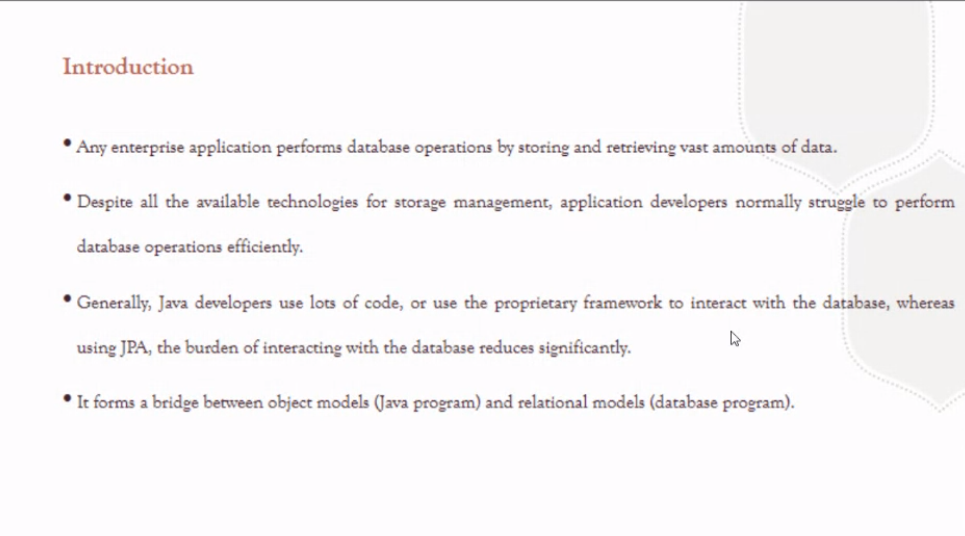 Introduction
• Any enterprise application performs database operations by storing and retrieving vast amounts of data.
• Despite all the available technologies for storage management, application developers normally struggle to perform
database operations efficiently.
• Generally, Java developers use lots of code, or use the proprietary framework to interact with the database, whereas
using JPA, the burden of interacting with the database reduces significantly.
• It forms a bridge between object models (Java program) and relational models (database program).